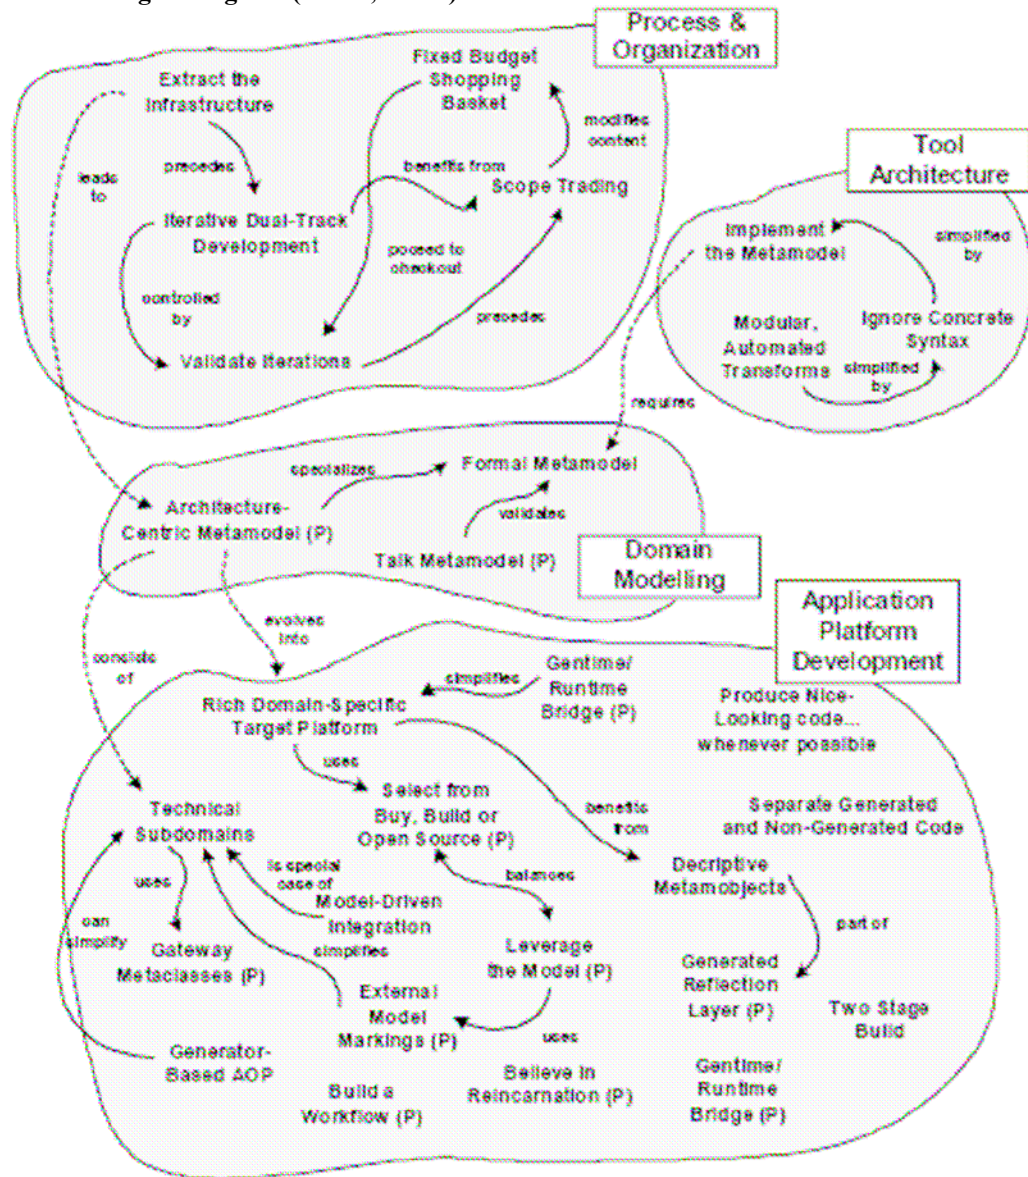 Process &
Organization
Fixed Budget
Shopping
Basket
Extract the
Infrastructure
modifies
content
leads
to
precedes
benefits from
Scope Trading
Iterative Dual-Track
Development
poceed to
checkout
controlled
by
precedes
Validate Iterations
Tool
Architecture
Implement
the Metamodel
simplified
by
Modular,
Automated
Transforms
Ignore Concrete
Syntax
simplified
by
requires
specializes
Formal Metamodel
Architecture-
Centric Metamodel (P)
validates
Talk Metamodel (P)
Domain
Modelling
evolves
into
consists
of
Application
Platform
Development
simplifies
Gentime/
Runtime
Bridge (P)
Rich Domain-Specific
Target Platform
Produce Nice-
Looking code...
whenever possible
uses
Select from
Buy, Build or
Open Source (P)
benefits
from
Separate Generated
and Non-Generated Code
Technical
Subdomains
Decriptive
Metamobjects
is special
case of
balances
uses
Model-Driven
Integration
can
simplify
part of
simplifies
Gateway
Metaclasses (P)
Leverage
the Model (P)
Generated
Reflection
Layer (P)
External
Model
Markings (P)
Two Stage
Build
uses
Generator-
Based AOP
Build a
Workflow (P)
Believe in
Reincarnation (P)
Gentime/
Runtime
Bridge (P)